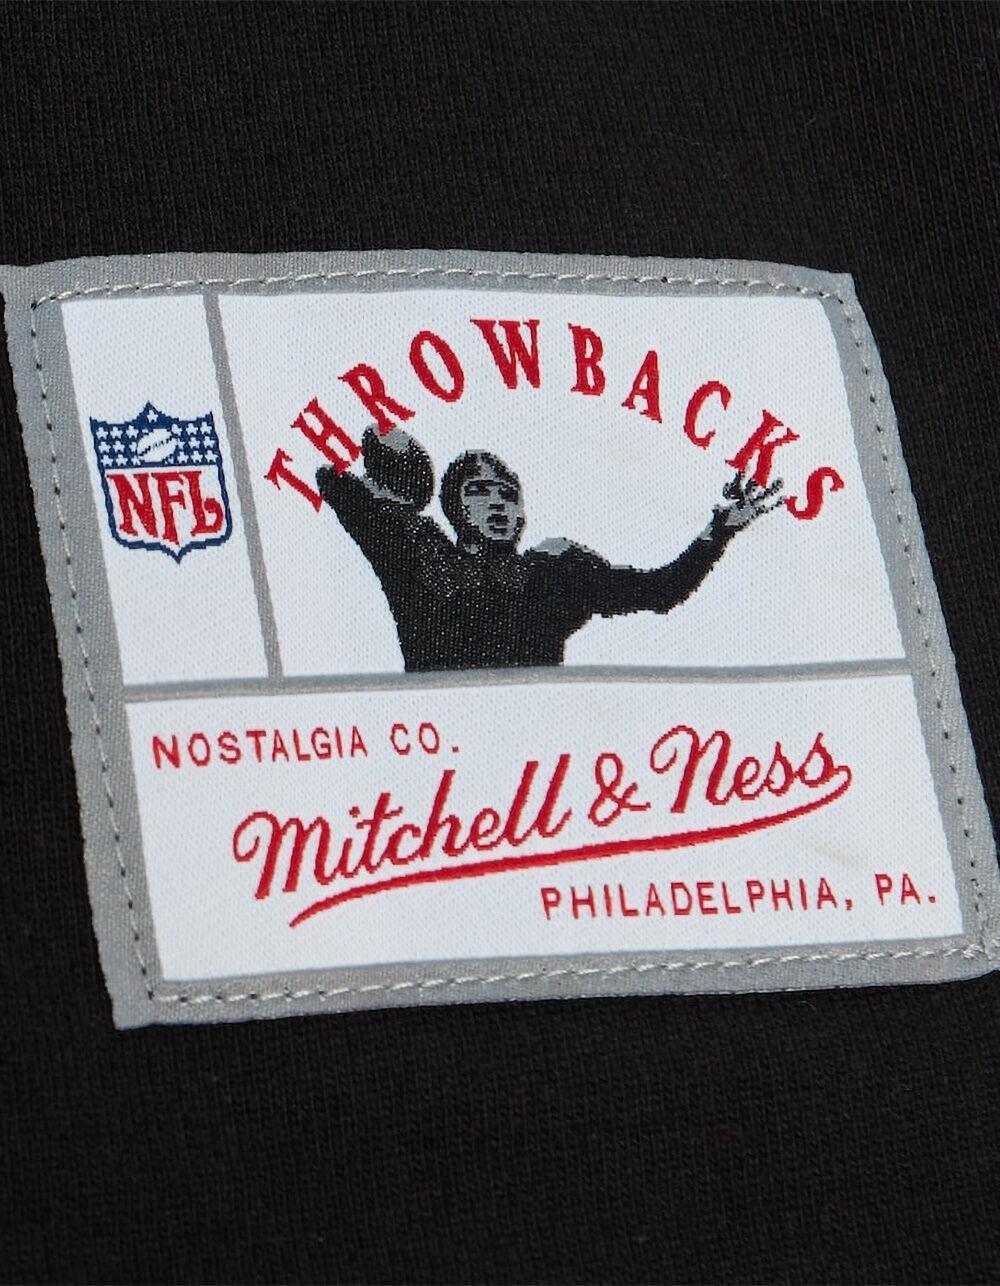 THROWBACKS
NFL
NOSTALGIA CO.
Mitchell & Ness
PHILADELPHIA, PA.